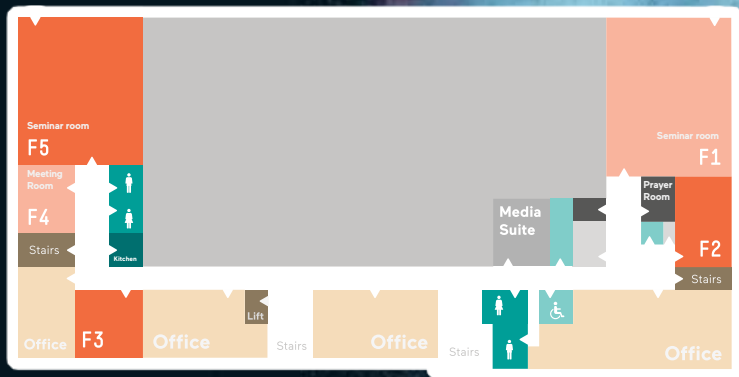 Seminar room
F5
Seminar room
F1
Meeting
Room
F4
Prayer
Room
Media
Suite
F2
Stairs
Kitchen
Stairs
Office
F3
Office
Lift
Stairs
Office
Stairs
Office